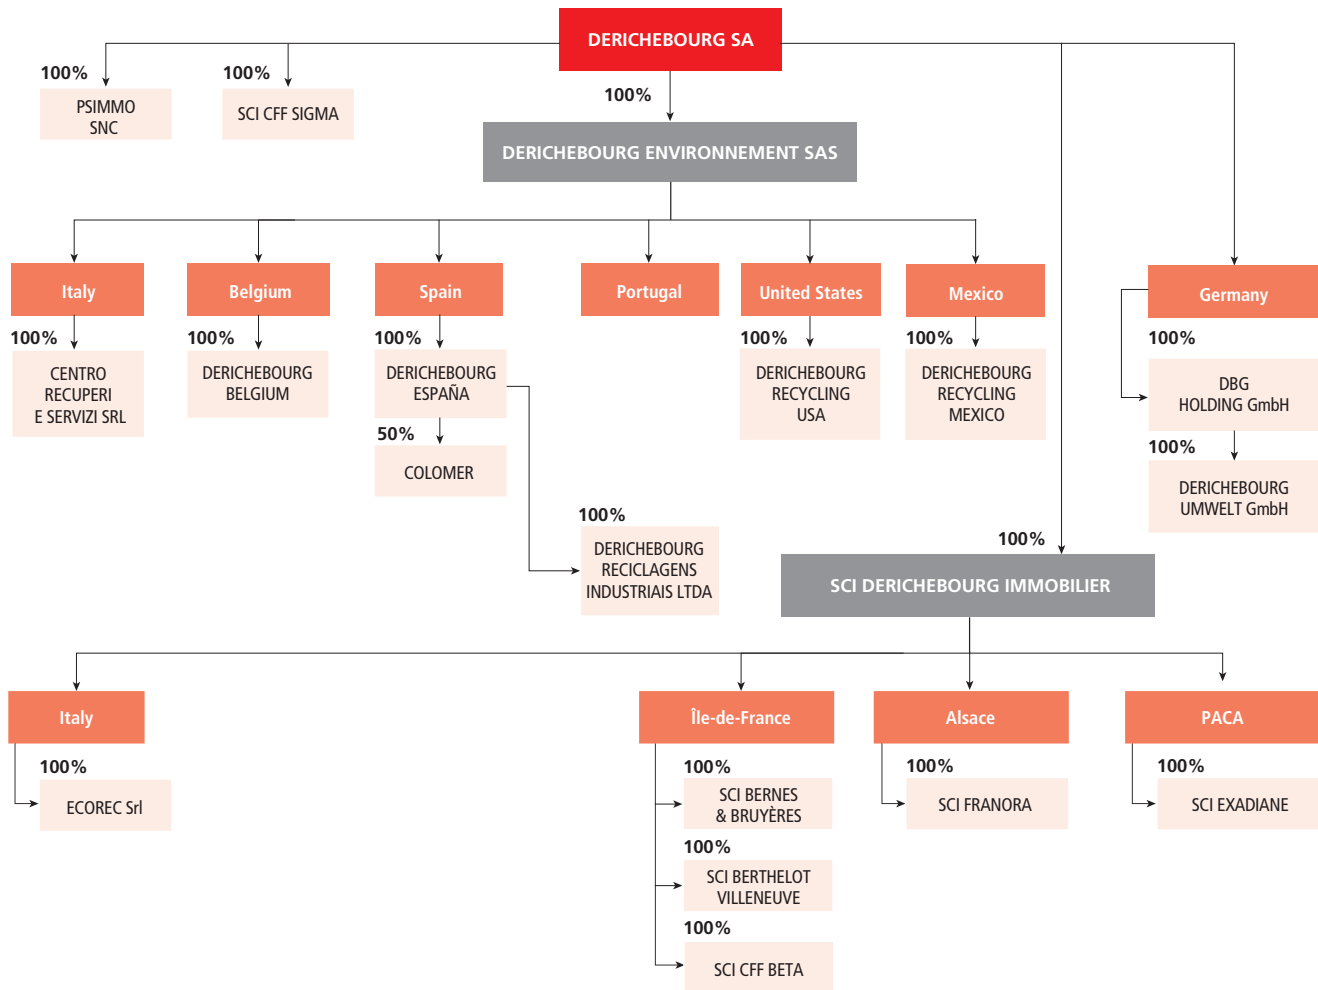 DERICHEBOURG SA
100%
PSIMMO
SNC
100%
SCI CFF SIGMA
100%
DERICHEBOURG ENVIRONNEMENT SAS
Italy
100%
CENTRO
RECUPERI
E SERVIZI SRL
Belgium
100%
DERICHEBOURG
BELGIUM
Spain
100%
DERICHEBOURG
ESPAÑA
50%
COLOMER
Portugal
100%
DERICHEBOURG
RECICLAGENS
INDUSTRIAIS LTDA
United States
100%
DERICHEBOURG
RECYCLING
USA
Mexico
100%
DERICHEBOURG
RECYCLING
MEXICO
Germany
100%
DBG
HOLDING GmbH
100%
DERICHEBOURG
UMWELT GmbH
100%
SCI DERICHEBOURG IMMOBILIER
Italy
100%
ECOREC Srl
Île-de-France
100%
SCI BERNES
& BRUYÈRES
100%
SCI BERTHELOT
VILLENEUVE
100%
SCI CFF BETA
Alsace
100%
SCI FRANORA
PACA
100%
SCI EXADIANE